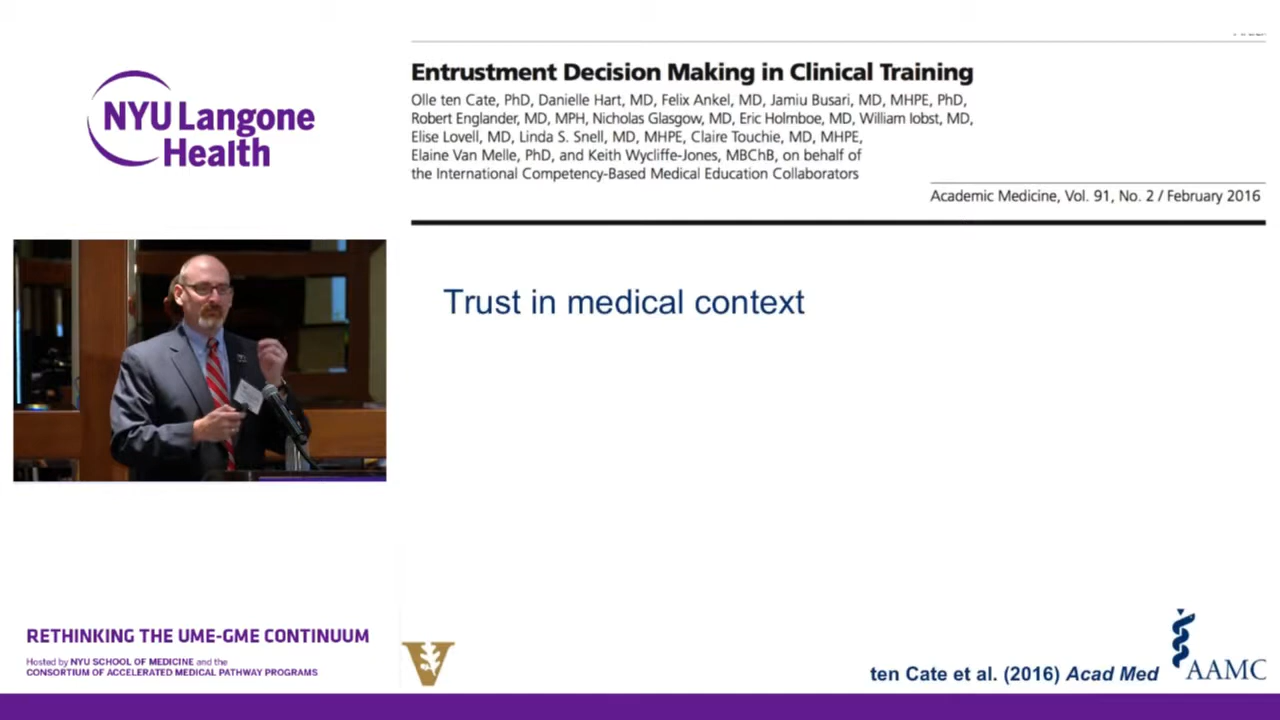 NYU Langone
Health
Entrustment Decision Making in Clinical Training
Olle ten Cate, PhD, Danielle Hart, MD, Felix Ankel, MD, Jamiu Busari, MD, MHPE, PhD,
Robert Englander, MD, MPH, Nicholas Glasgow, MD, Eric Holmboe, MD, William Iobst, MD,
Elise Lovell, MD, Linda S. Snell, MD, MHPE, Claire Touchie, MD, MHPE,
Elaine Van Melle, PhD, and Keith Wycliffe-Jones, MBChB, on behalf of
the International Competency-Based Medical Education Collaborators
Academic Medicine, Vol. 91, No. 2 / February 2016
Trust in medical context
RETHINKING THE UME-GME CONTINUUM
Hosted by NYU SCHOOL OF MEDICINE and the
CONSORTIUM OF ACCELERATED MEDICAL PATHWAY PROGRAMS
V
ten Cate et al. (2016) Acad Med
AAMC